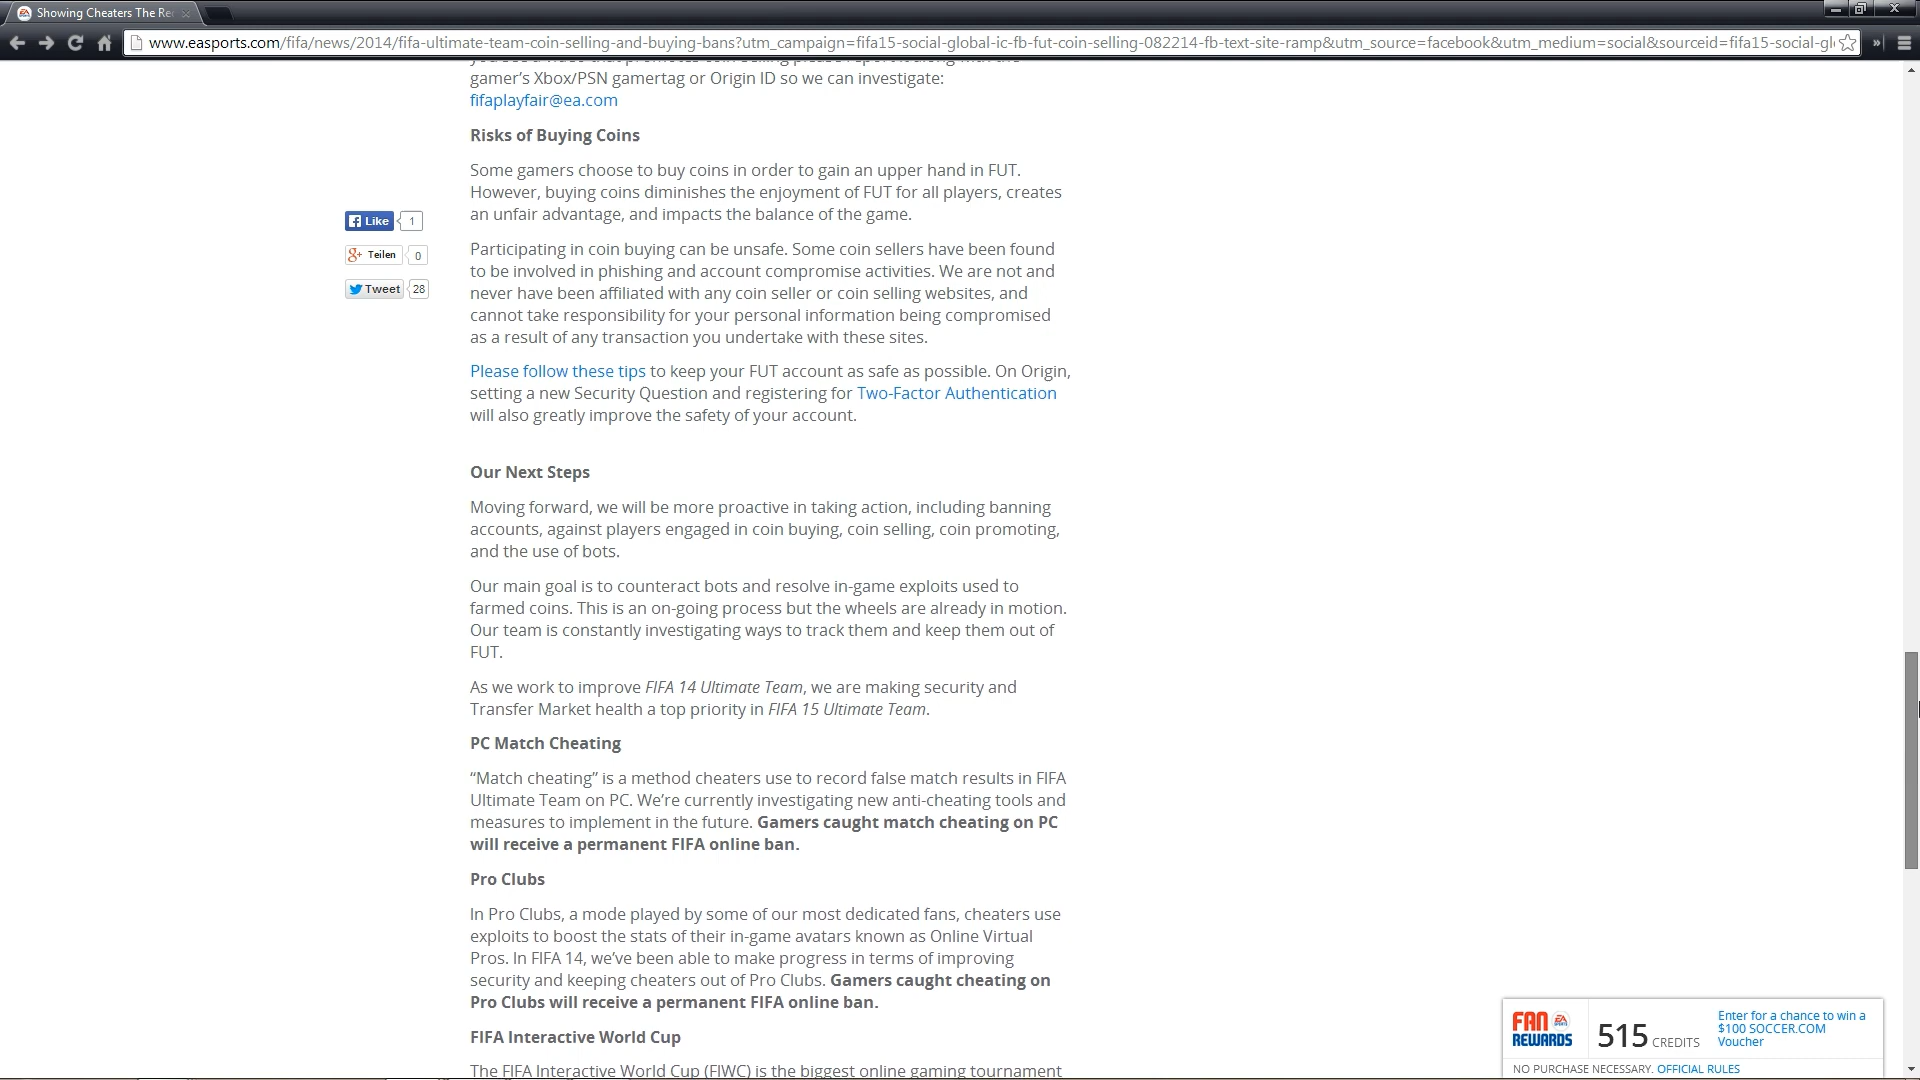 Showing Cheaters The Re
www.easports.com/fifa/news/2014/fifa-ultimate-team-coin-selling-and-buying-bans?utm_campaign=fifa15-social-global-ic-fb-fut-coin-selling-082214-fb-text-site-ramp&utm_source=facebook&utm_medium=social&sourceid=fifa15-social-gl
gamer’s Xbox/PSN gamertag or Origin ID so we can investigate:
fifaplayfair@ea.com
Risks of Buying Coins
Some gamers choose to buy coins in order to gain an upper hand in FUT.
However, buying coins diminishes the enjoyment of FUT for all players, creates
an unfair advantage, and impacts the balance of the game.
Like 1
Teilen 0
Tweet 28
Participating in coin buying can be unsafe. Some coin sellers have been found
to be involved in phishing and account compromise activities. We are not and
never have been affiliated with any coin seller or coin selling websites, and
cannot take responsibility for your personal information being compromised
as a result of any transaction you undertake with these sites.
Please follow these tips to keep your FUT account as safe as possible. On Origin,
setting a new Security Question and registering for Two-Factor Authentication
will also greatly improve the safety of your account.
Our Next Steps
Moving forward, we will be more proactive in taking action, including banning
accounts, against players engaged in coin buying, coin selling, coin promoting,
and the use of bots.
Our main goal is to counteract bots and resolve in-game exploits used to
farmed coins. This is an on-going process but the wheels are already in motion.
Our team is constantly investigating ways to track them and keep them out of
FUT.
As we work to improve FIFA 14 Ultimate Team, we are making security and
Transfer Market health a top priority in FIFA 15 Ultimate Team.
PC Match Cheating
“Match cheating” is a method cheaters use to record false match results in FIFA
Ultimate Team on PC. We’re currently investigating new anti-cheating tools and
measures to implement in the future. Gamers caught match cheating on PC
will receive a permanent FIFA online ban.
Pro Clubs
In Pro Clubs, a mode played by some of our most dedicated fans, cheaters use
exploits to boost the stats of their in-game avatars known as Online Virtual
Pros. In FIFA 14, we’ve been able to make progress in terms of improving
security and keeping cheaters out of Pro Clubs. Gamers caught cheating on
Pro Clubs will receive a permanent FIFA online ban.
FIFA Interactive World Cup
The FIFA Interactive World Cup (FIWC) is the biggest online gaming tournament
FAN
REWARDS
515 CREDITS
Enter for a chance to win a
$100 SOCCER.COM
Voucher
NO PURCHASE NECESSARY. OFFICIAL RULES